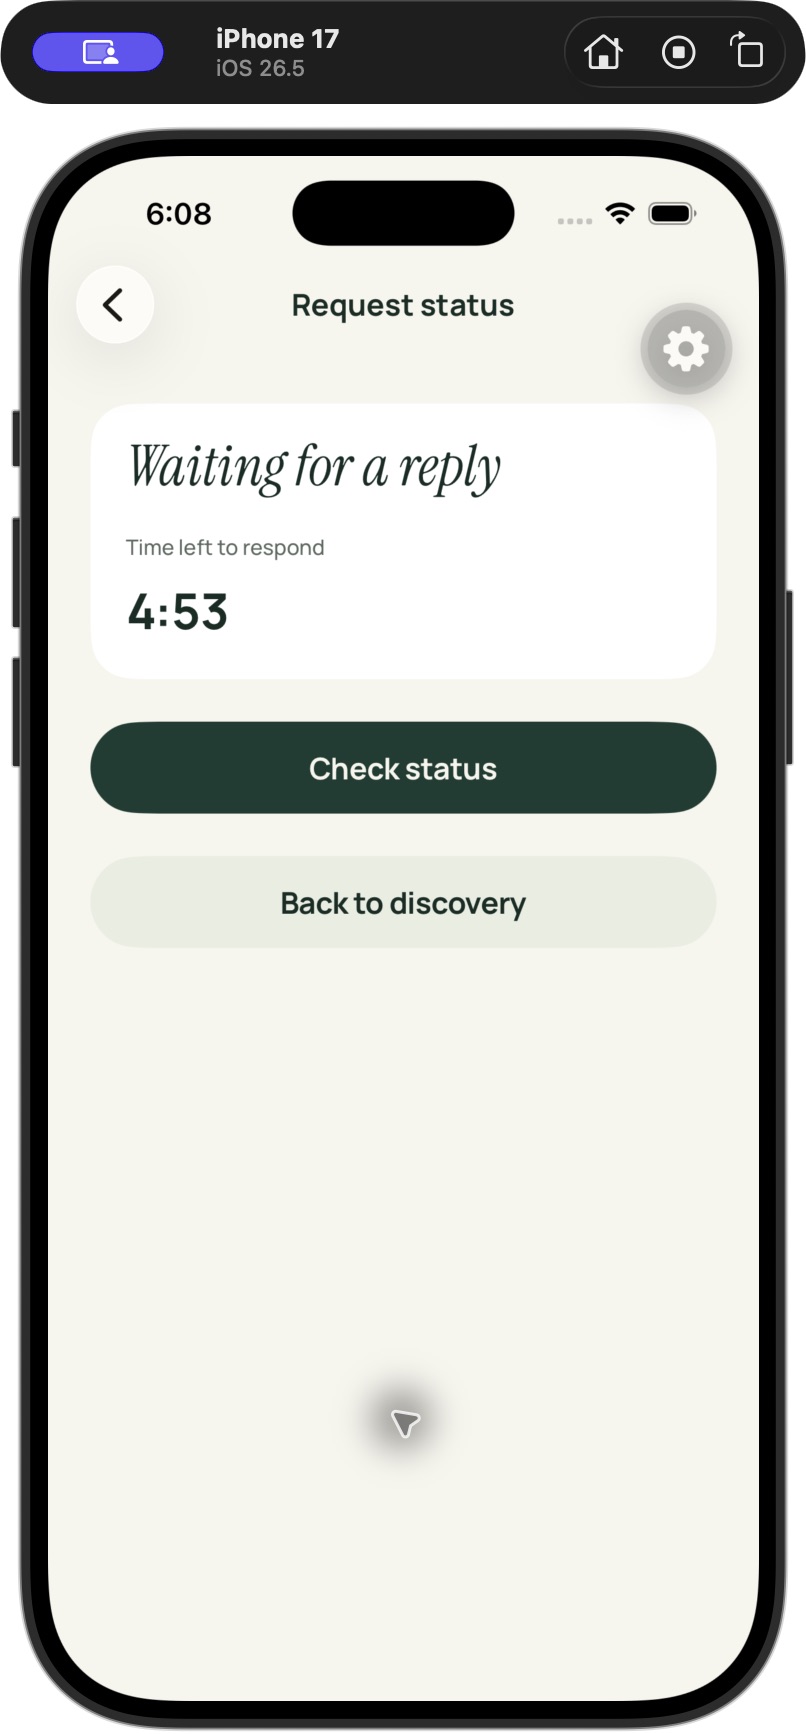 iPhone 17
iOS 26.5
6:08
Request status
Waiting for a reply
Time left to respond
4:53
Check status
Back to discovery